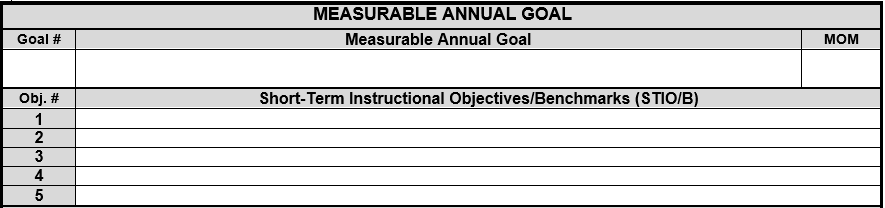 MEASURABLE ANNUAL GOAL
Goal # Measurable Annual Goal MOM
Obj. # Short-Term Instructional Objectives/Benchmarks (STIO/B)
1
2
3
4
5